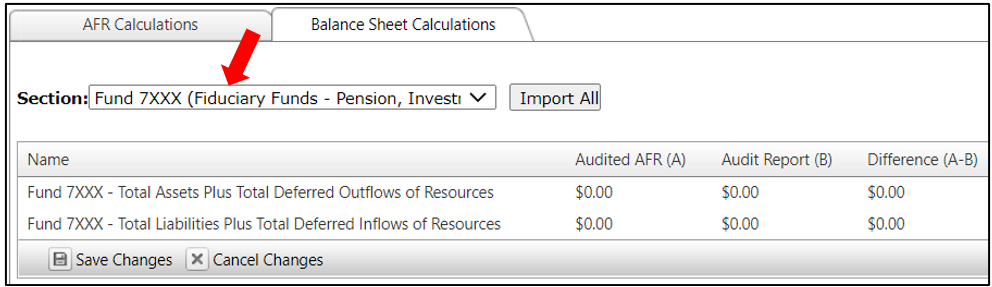 AFR Calculations Balance Sheet Calculations
Section: Fund 7XXX (Fiduciary Funds - Pension, Investi Import All
Name Audited AFR (A) Audit Report (B) Difference (A-B)
Fund 7XXX - Total Assets Plus Total Deferred Outflows of Resources $0.00 $0.00 $0.00
Fund 7XXX - Total Liabilities Plus Total Deferred Inflows of Resources $0.00 $0.00 $0.00
Save Changes Cancel Changes